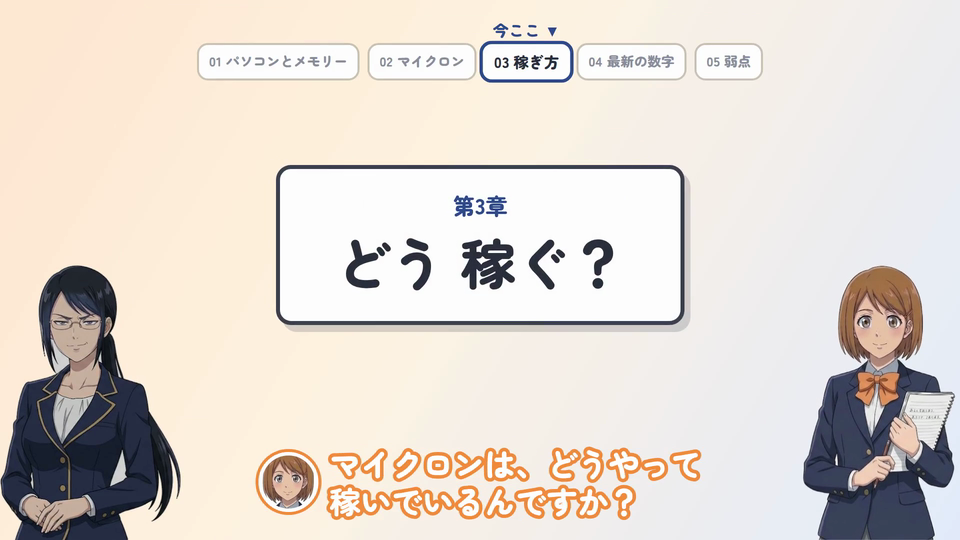 今ここ ▼
01 パソコンとメモリー
02 マイクロン
03 稼ぎ方
04 最新の数字
05 弱点
第3章
どう 稼ぐ？
マイクロンは、どうやって
稼いでいるんですか？